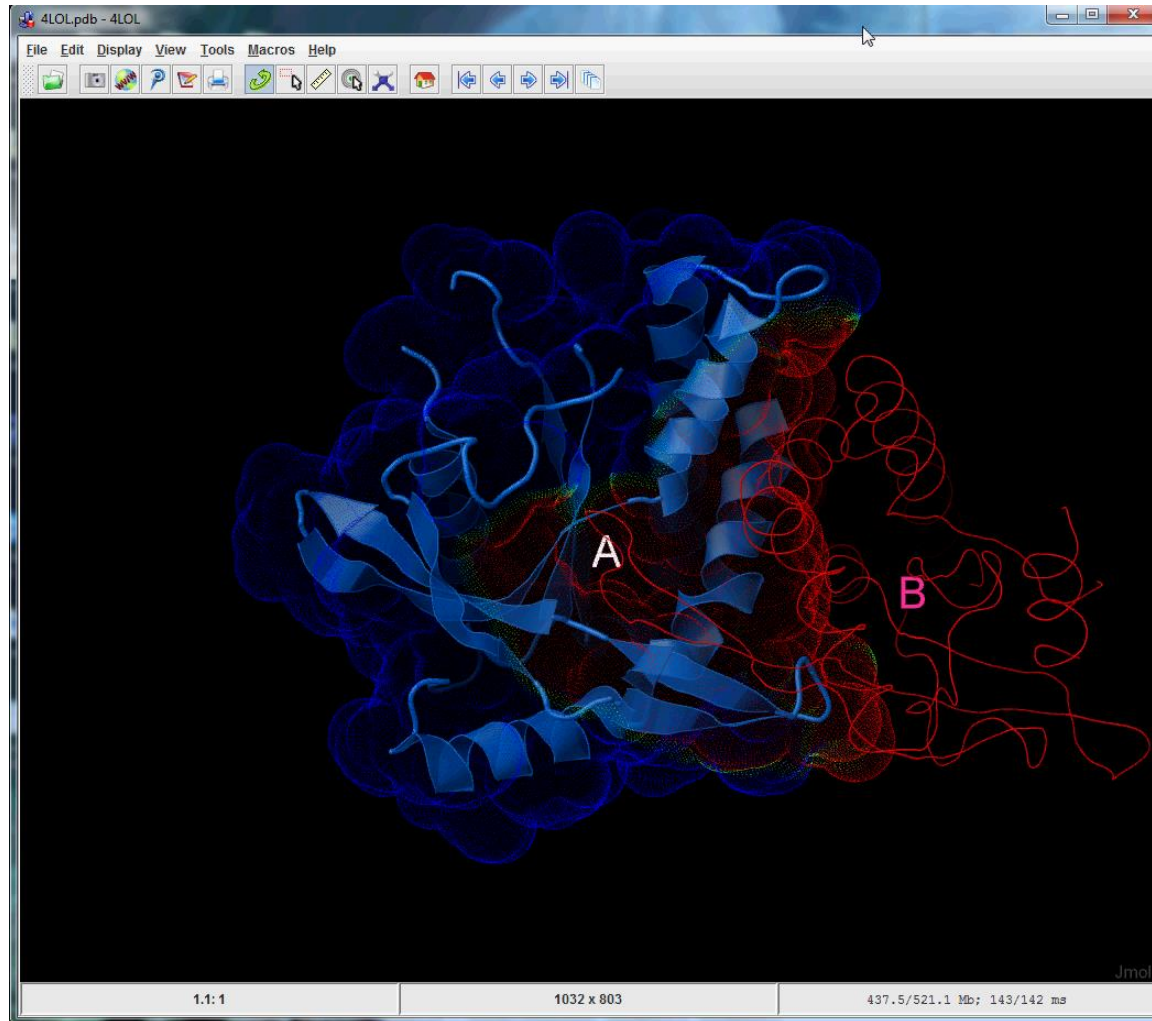 4LOL.pdb - 4LOL
File Edit Display View Tools Macros Help
A
B
Jmol
1.1: 1
1032 x 803
437.5/521.1 Mb; 143/142 ms